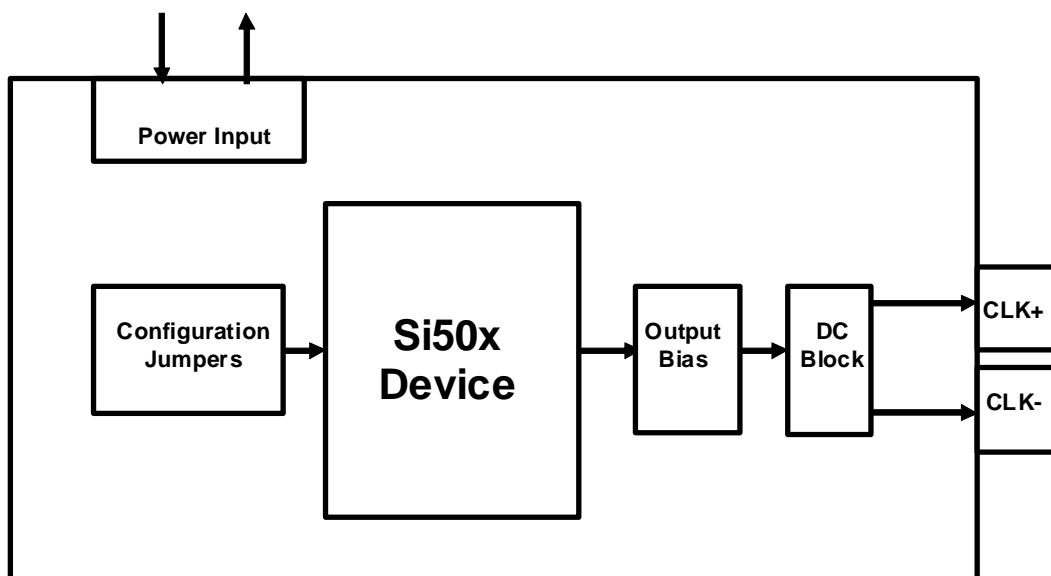 Power Input
Configuration
Jumpers
Si50x
Device
Output
Bias
DC
Block
CLK+
CLK-